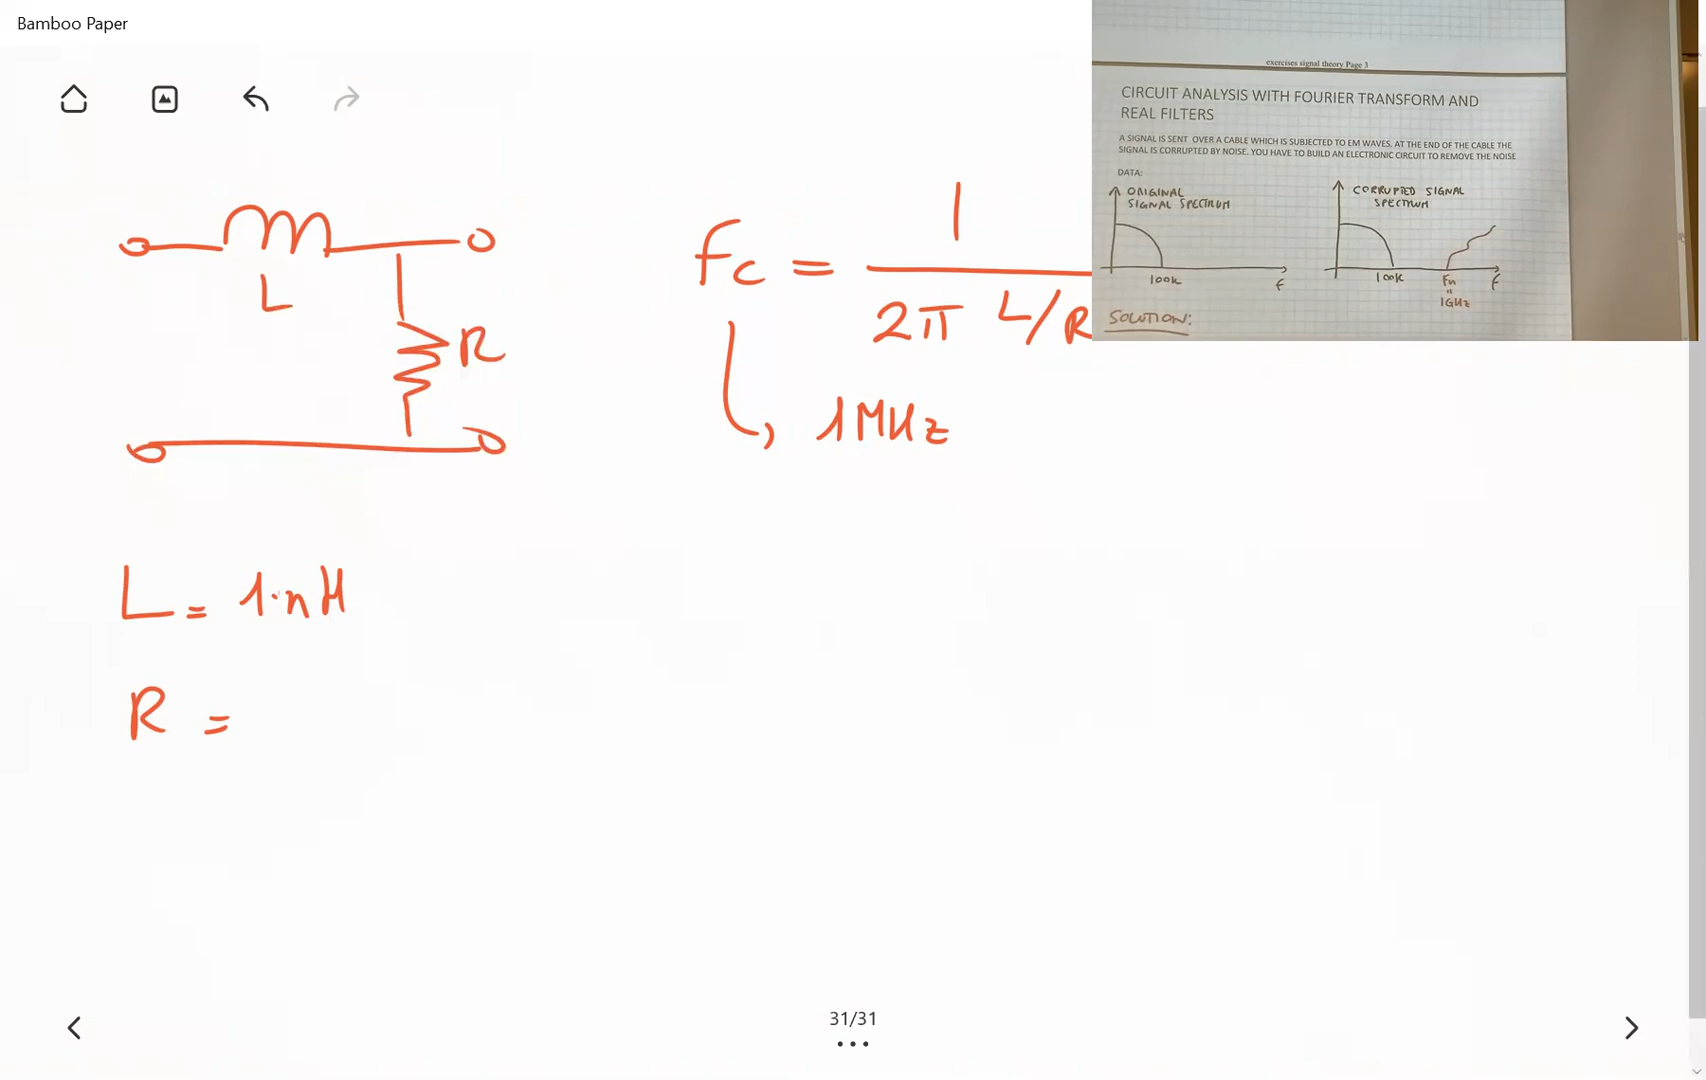 Bamboo Paper
exercises signal theory Page 3
CIRCUIT ANALYSIS WITH FOURIER TRANSFORM AND
REAL FILTERS
A SIGNAL IS SENT OVER A CABLE WHICH IS SUBJECTED TO EM WAVES. AT THE END OF THE CABLE THE
SIGNAL IS CORRUPTED BY NOISE. YOU HAVE TO BUILD AN ELECTRONIC CIRCUIT TO REMOVE THE NOISE
DATA:
ORIGINAL
SIGNAL SPECTRUM
CORRUPTED SIGNAL
SPECTRUM
100K
f
100K
Fn
=
1GHz
f
SOLUTION:
L
R
fc = 1
2π L/R
1MHz
L = 1·nH
R =
31/31